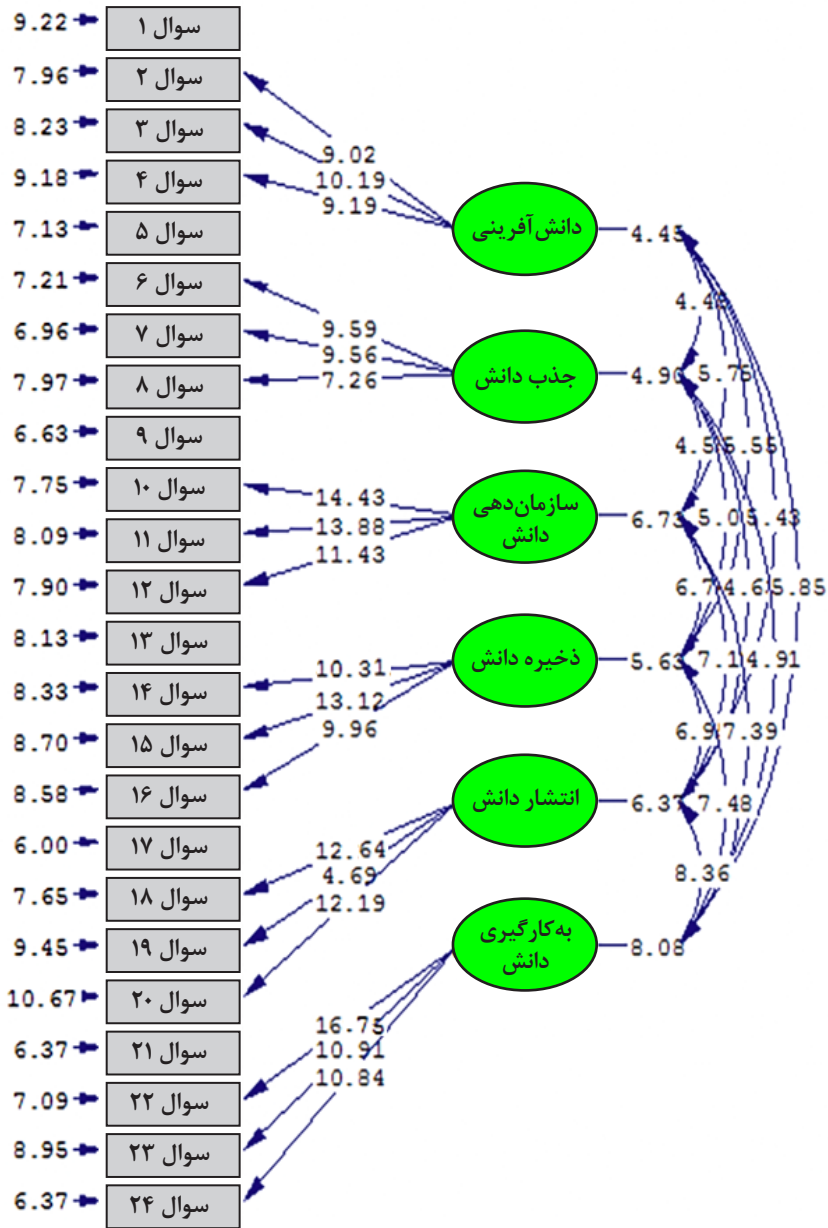 9.22
سوال ۱
7.96
سوال ۲
8.23
سوال ۳
9.18
سوال ۴
7.13
سوال ۵
7.21
سوال ۶
6.96
سوال ۷
7.97
سوال ۸
6.63
سوال ۹
7.75
سوال ۱۰
8.09
سوال ۱۱
7.90
سوال ۱۲
8.13
سوال ۱۳
8.33
سوال ۱۴
8.70
سوال ۱۵
8.58
سوال ۱۶
6.00
سوال ۱۷
7.65
سوال ۱۸
9.45
سوال ۱۹
10.67
سوال ۲۰
6.37
سوال ۲۱
7.09
سوال ۲۲
8.95
سوال ۲۳
6.37
سوال ۲۴
9.02
10.19
9.19
9.59
9.56
7.26
14.43
13.88
11.43
10.31
13.12
9.96
12.64
4.69
12.19
16.75
10.91
10.84
دانش‌آفرینی
جذب دانش
سازمان‌دهی
دانش
ذخیره دانش
انتشار دانش
به‌کارگیری
دانش
4.90
5.75
5.55
6.73
5.43
5.85
5.63
4.91
7.39
6.37
7.48
8.36
8.08